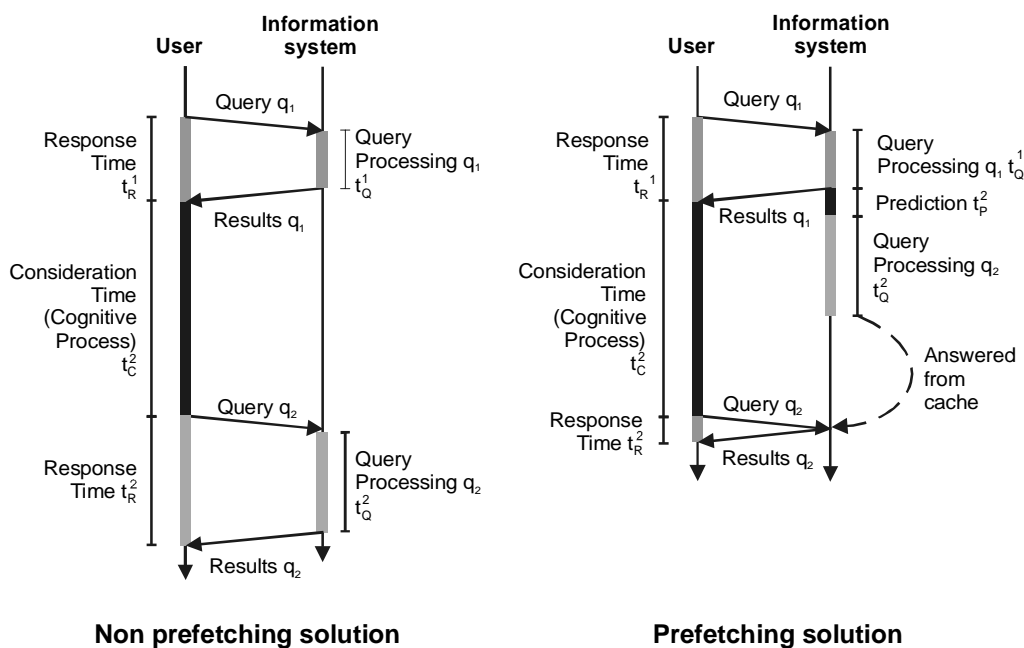 User
Information
system
Query q₁
Response
Time
t_R^1
Query
Processing q₁
t_Q^1
Results q₁
Consideration
Time
(Cognitive
Process)
t_C^2
Query q₂
Response
Time t_R^2
Query
Processing q₂
t_Q^2
Results q₂
Non prefetching solution
User
Information
system
Query q₁
Response
Time
t_R^1
Query
Processing q₁ t_Q^1
Results q₁
Prediction t_P^2
Consideration
Time
(Cognitive
Process)
t_C^2
Query
Processing q₂
t_Q^2
Answered
from
cache
Query q₂
Response
Time t_R^2
Results q₂
Prefetching solution